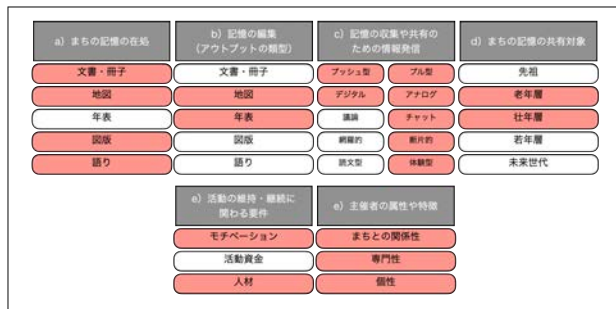 a）まちの記憶の在処
文書・冊子
地図
年表
図版
語り
b）記憶の編集
（アウトプットの類型）
文書・冊子
地図
年表
図版
語り
c）記憶の収集や共有の
ための情報発信
プッシュ型 プル型
デジタル アナログ
議論 チャット
網羅的 断片的
読文型 体験型
d）まちの記憶の共有対象
先祖
老年層
壮年層
若年層
未来世代
e）活動の維持・継続に
関わる要件
モチベーション
活動資金
人材
e）主催者の属性や特徴
まちとの関係性
専門性
個性